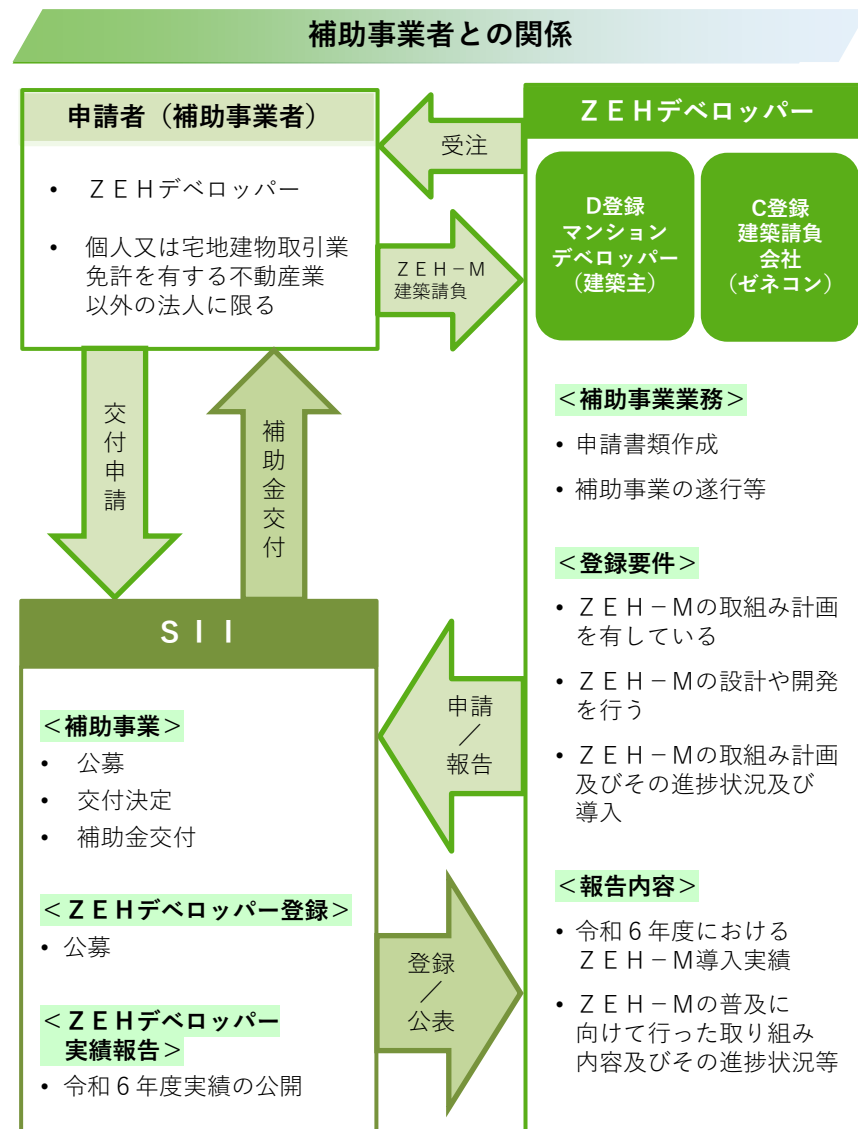 補助事業者との関係
申請者（補助事業者）
• ＺＥＨデベロッパー
• 個人又は宅地建物取引業
免許を有する不動産業
以外の法人に限る
受注
ＺＥＨ－Ｍ
建築請負
ＺＥＨデベロッパー
D登録
マンション
デベロッパー
（建築主）
C登録
建築請負
会社
（ゼネコン）
交付申請
補助金交付
＜補助事業業務＞
• 申請書類作成
• 補助事業の遂行等
＜登録要件＞
• ＺＥＨ－Ｍの取組み計画
を有している
• ＺＥＨ－Ｍの設計や開発
を行う
• ＺＥＨ－Ｍの取組み計画
及びその進捗状況及び
導入
＜報告内容＞
• 令和６年度における
ＺＥＨ－Ｍ導入実績
• ＺＥＨ－Ｍの普及に
向けて行った取り組み
内容及びその進捗状況等
ＳＩＩ
＜補助事業＞
• 公募
• 交付決定
• 補助金交付
＜ＺＥＨデベロッパー登録＞
• 公募
＜ＺＥＨデベロッパー
実績報告＞
• 令和６年度実績の公開
申請
／
報告
登録
／
公表